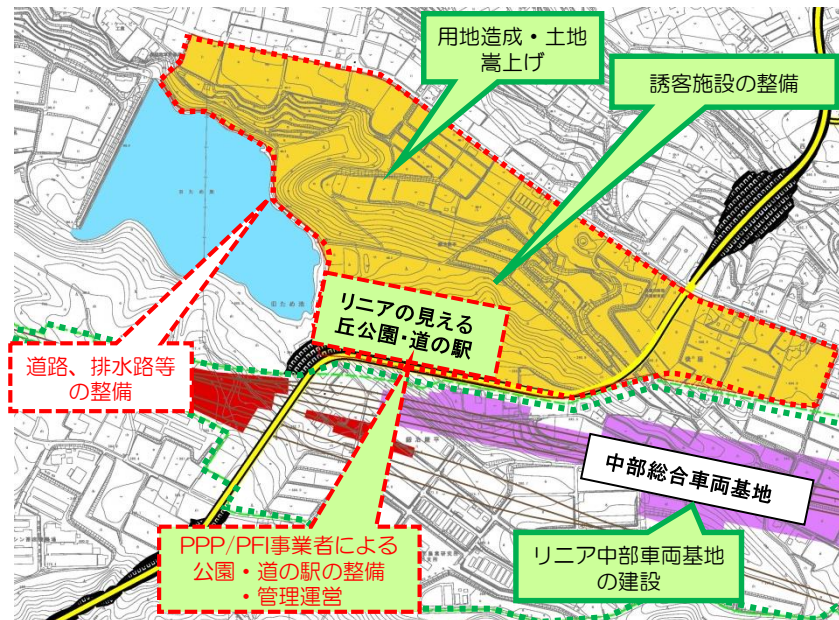 用地造成・土地
嵩上げ
誘客施設の整備
リニアの見える
丘公園・道の駅
道路、排水路等
の整備
中部総合車両基地
PPP/PFI事業者による
公園・道の駅の整備
・管理運営
リニア中部車両基地
の建設